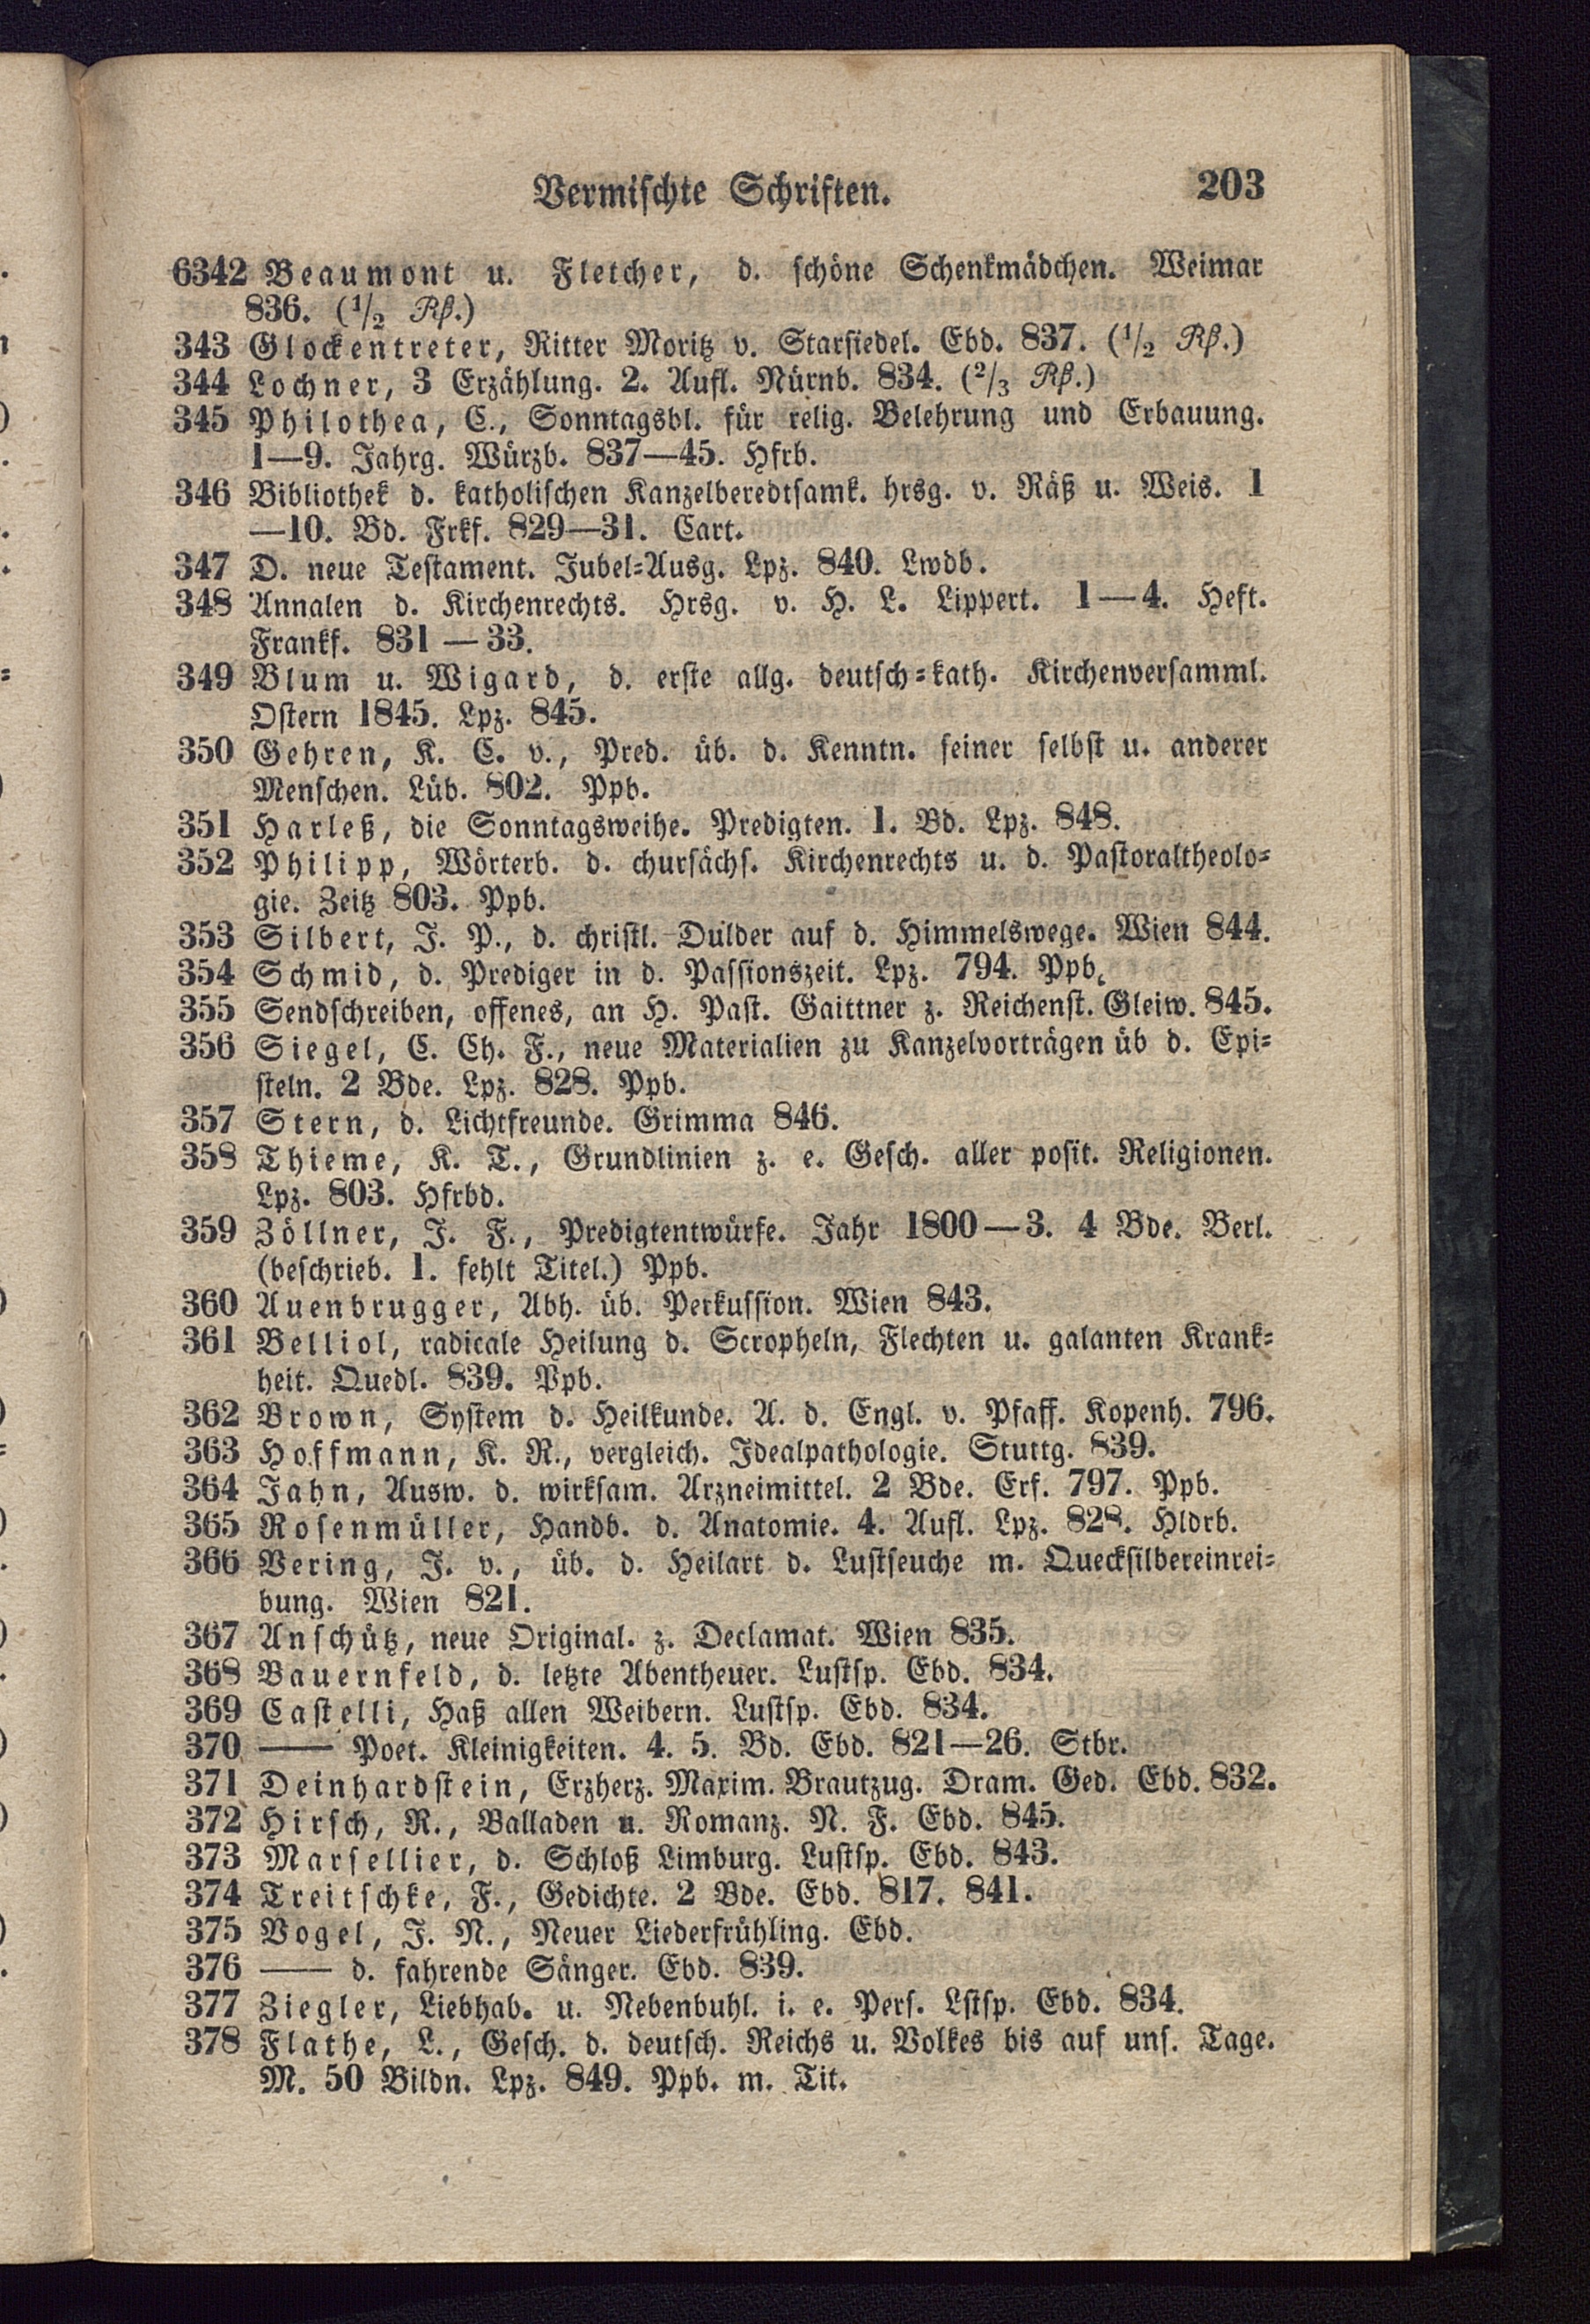 Vermischte Schriften. 203
6342 Beaumont u. Fletcher, d. schöne Schenkmädchen. Weimar
836. (1/2 Rβ.)
343 Glockentreter, Ritter Moritz v. Starsiedel. Ebd. 837. (1/2 Rβ.)
344 Lochner, 3 Erzählung. 2. Aufl. Nürnb. 834. (2/3 Rβ.)
345 Philothea, E., Sonntagsbl. für relig. Belehrung und Erbauung.
1—9. Jahrg. Würzb. 837—45. Hfrb.
346 Bibliothek d. katholischen Kanzelberedtsamk. hrsg. v. Räß u. Weis. 1
—10. Bd. Frkf. 829—31. Cart.
347 D. neue Testament. Jubel=Ausg. Lpz. 840. Lwdb.
348 Annalen d. Kirchenrechts. Hrsg. v. H. L. Lippert. 1—4. Heft.
Frankf. 831—33.
349 Blum u. Wigard, d. erste allg. deutsch=kath. Kirchenversamml.
Ostern 1845. Lpz. 845.
350 Gehren, K. C. v., Pred. üb. d. Kenntn. seiner selbst u. anderer
Menschen. Lüb. 802. Ppb.
351 Harleß, die Sonntagsweihe. Predigten. 1. Bd. Lpz. 848.
352 Philipp, Wörterb. d. chursächs. Kirchenrechts u. d. Pastoraltheolo=
gie. Zeitz 803. Ppb.
353 Silbert, J. P., d. christl. Dulder auf d. Himmelswege. Wien 844.
354 Schmid, d. Prediger in d. Passionszeit. Lpz. 794. Ppb.
355 Sendschreiben, offenes, an H. Past. Gaittner z. Reichenst. Gleiw. 845.
356 Siegel, C. Ch. F., neue Materialien zu Kanzelvorträgen üb d. Epi=
steln. 2 Bde. Lpz. 828. Ppb.
357 Stern, d. Lichtfreunde. Grimma 846.
358 Thieme, K. T., Grundlinien z. e. Gesch. aller posit. Religionen.
Lpz. 803. Hfrbd.
359 Zöllner, J. F., Predigtentwürfe. Jahr 1800—3. 4 Bde. Berl.
(beschrieb. 1. fehlt Titel.) Ppb.
360 Auenbrugger, Abh. üb. Perkussion. Wien 843.
361 Belliol, radicale Heilung d. Scropheln, Flechten u. galanten Krank=
heit. Quedl. 839. Ppb.
362 Brown, System d. Heilkunde. A. d. Engl. v. Pfaff. Kopenh. 796.
363 Hoffmann, K. R., vergleich. Idealpathologie. Stuttg. 839.
364 Jahn, Ausw. d. wirksam. Arzneimittel. 2 Bde. Erf. 797. Ppb.
365 Rosenmüller, Handb. d. Anatomie. 4. Aufl. Lpz. 828. Hldrb.
366 Vering, J. v., üb. d. Heilart d. Lustseuche m. Quecksilbereinrei=
bung. Wien 821.
367 Anschütz, neue Original. z. Declamat. Wien 835.
368 Bauernfeld, d. letzte Abentheuer. Lustsp. Ebd. 834.
369 Castelli, Haß allen Weibern. Lustsp. Ebd. 834.
370 —— Poet. Kleinigkeiten. 4. 5. Bd. Ebd. 821—26. Stbr.
371 Deinhardstein, Erzherz. Maxim. Brautzug. Dram. Ged. Ebd. 832.
372 Hirsch, R., Balladen u. Romanz. N. F. Ebd. 845.
373 Marsellier, d. Schloß Limburg. Lustsp. Ebd. 843.
374 Treitschke, F., Gedichte. 2 Bde. Ebd. 817. 841.
375 Vogel, J. N., Neuer Liederfrühling. Ebd.
376 —— d. fahrende Sänger. Ebd. 839.
377 Ziegler, Liebhab. u. Nebenbuhl. i. e. Pers. Lstsp. Ebd. 834.
378 Flathe, L., Gesch. d. deutsch. Reichs u. Volkes bis auf uns. Tage.
M. 50 Bildn. Lpz. 849. Ppb. m. Tit.